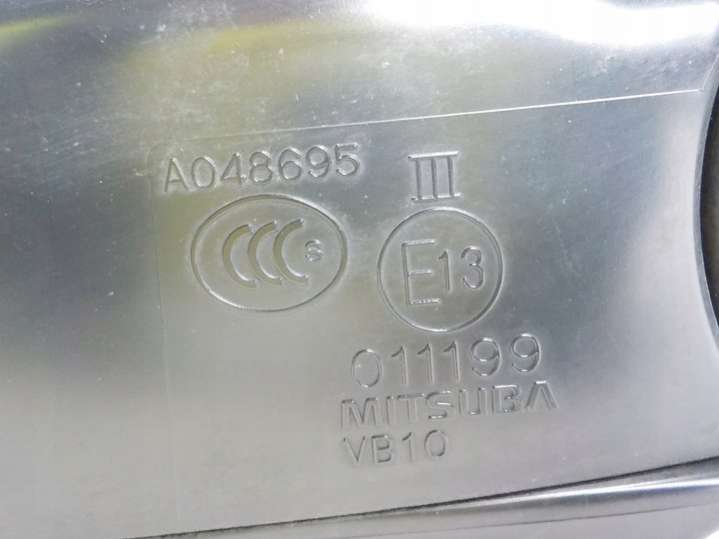 A048695 III
CCC S E13
011199
MITSUBA
VB10